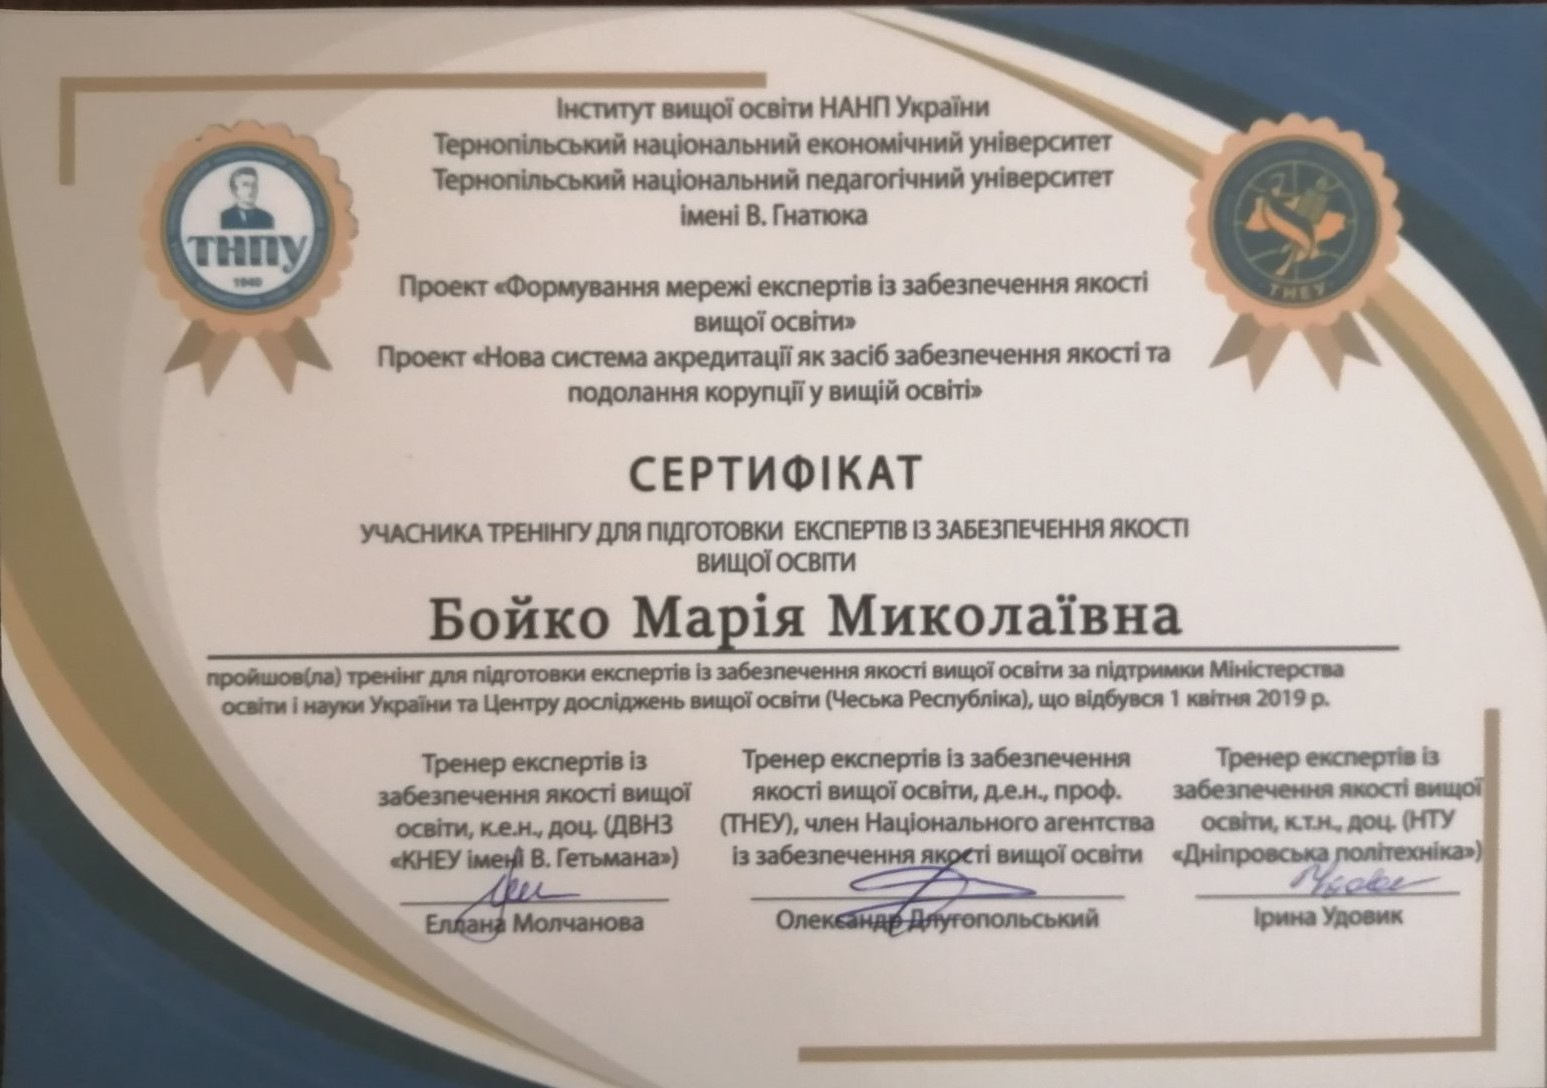 Інститут вищої освіти НАНП України
Тернопільський національний економічний університет
Тернопільський національний педагогічний університет
імені В. Гнатюка
ТНПУ
1940
ТНЕУ
Проект «Формування мережі експертів із забезпечення якості
вищої освіти»
Проект «Нова система акредитації як засіб забезпечення якості та
подолання корупції у вищій освіті»
СЕРТИФІКАТ
УЧАСНИКА ТРЕНІНГУ ДЛЯ ПІДГОТОВКИ ЕКСПЕРТІВ ІЗ ЗАБЕЗПЕЧЕННЯ ЯКОСТІ
ВИЩОЇ ОСВІТИ
Бойко Марія Миколаївна
пройшов(ла) тренінг для підготовки експертів із забезпечення якості вищої освіти за підтримки Міністерства
освіти і науки України та Центру досліджень вищої освіти (Чеська Республіка), що відбувся 1 квітня 2019 р.
Тренер експертів із
забезпечення якості вищої
освіти, к.е.н., доц. (ДВНЗ
«КНЕУ імені В. Гетьмана»)
Еллана Молчанова
Тренер експертів із забезпечення
якості вищої освіти, д.е.н., проф.
(ТНЕУ), член Національного агентства
із забезпечення якості вищої освіти
Олександр Длугопольський
Тренер експертів із
забезпечення якості вищої
освіти, к.т.н., доц. (НТУ
«Дніпровська політехніка»)
Ірина Удовик